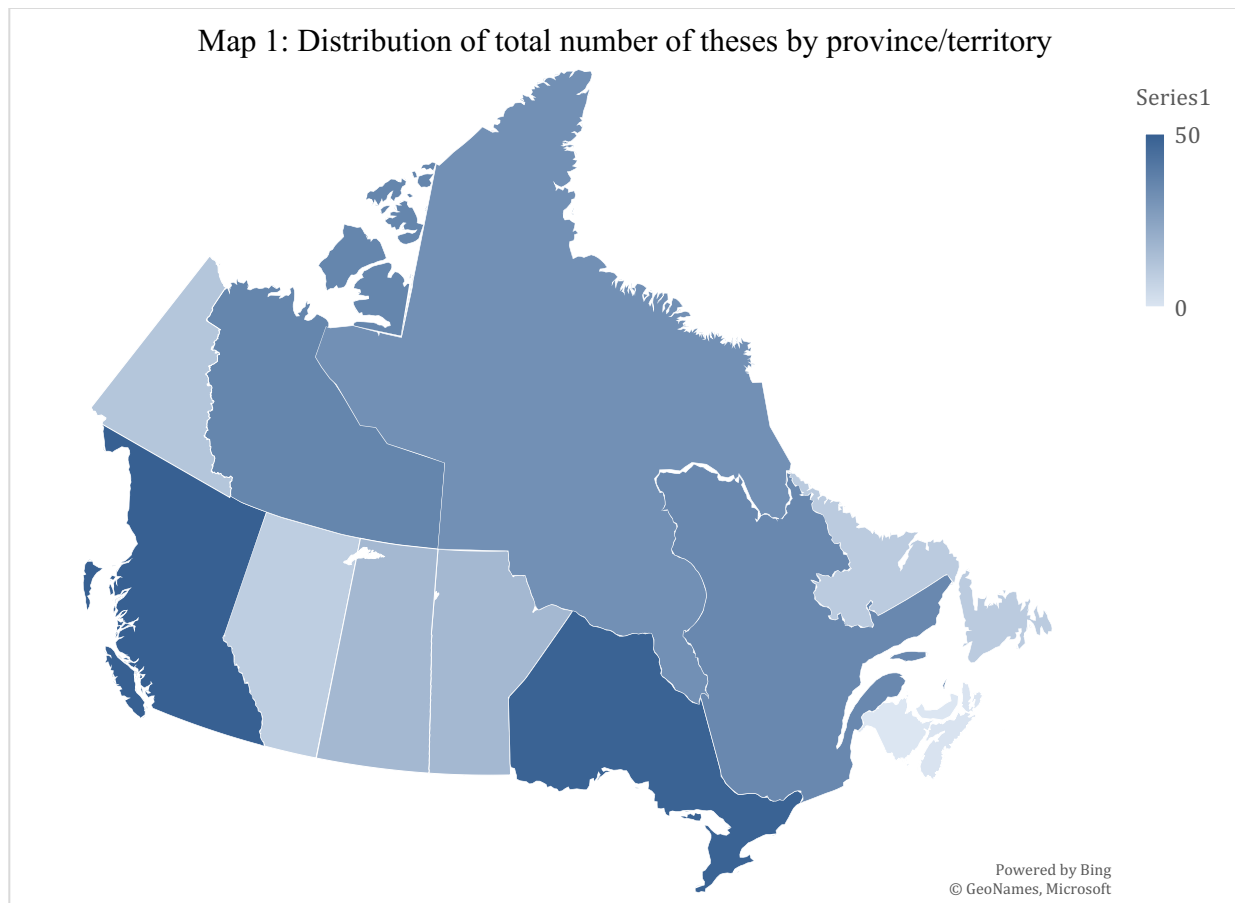 Map 1: Distribution of total number of theses by province/territory
Series1
50
0
Powered by Bing
© GeoNames, Microsoft